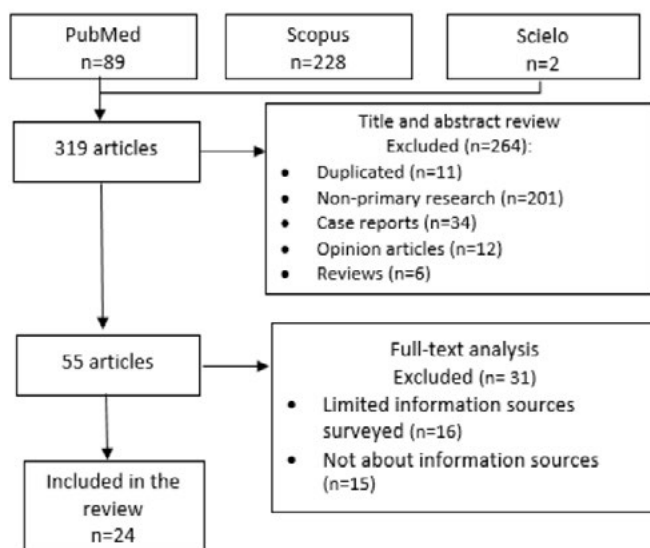 PubMed
n=89
Scopus
n=228
Scielo
n=2
319 articles
Title and abstract review
Excluded (n=264):
• Duplicated (n=11)
• Non-primary research (n=201)
• Case reports (n=34)
• Opinion articles (n=12)
• Reviews (n=6)
55 articles
Full-text analysis
Excluded (n= 31)
• Limited information sources
surveyed (n=16)
• Not about information sources
(n=15)
Included in the
review
n=24